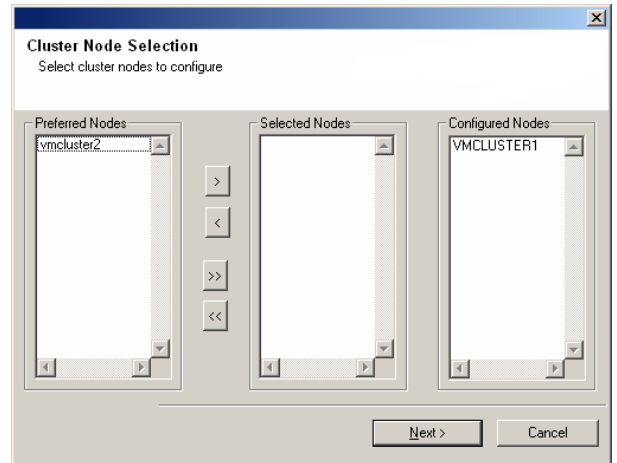 Cluster Node Selection
Select cluster nodes to configure
Preferred Nodes
Selected Nodes
Configured Nodes
vmcluster2
VMCLUSTER1
>
<
>>
<<
Next >
Cancel